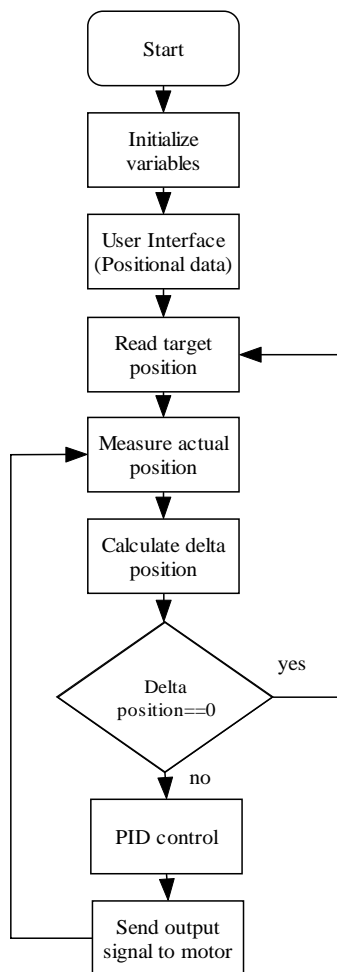 Start
Initialize
variables
User Interface
(Positional data)
Read target
position
Measure actual
position
Calculate delta
position
Delta
position==0
yes
no
PID control
Send output
signal to motor